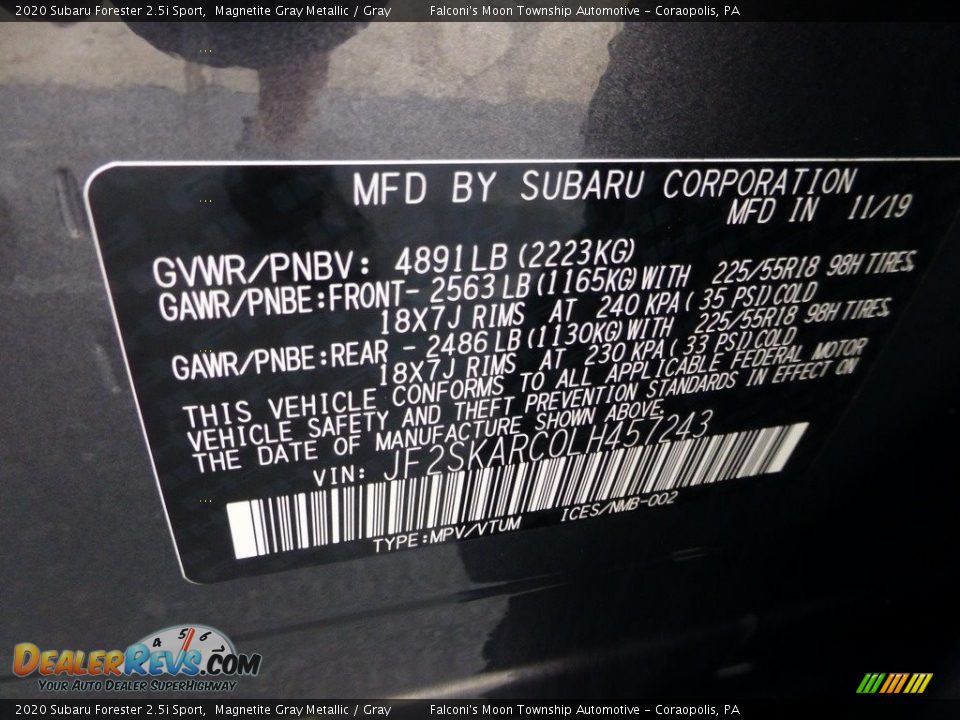 2020 Subaru Forester 2.5i Sport, Magnetite Gray Metallic / Gray Falconi's Moon Township Automotive - Coraopolis, PA
MFD BY SUBARU CORPORATION
MFD IN 11/19
GVWR/PNBV: 4891LB (2223KG)
GAWR/PNBE:FRONT- 2563LB (1165KG) WITH 225/55R18 98H TIRES,
18X7J RIMS AT 240 KPA ( 35 PSI) COLD
GAWR/PNBE:REAR - 2486LB (1130KG) WITH 225/55R18 98H TIRES,
18X7J RIMS AT 230 KPA ( 33 PSI) COLD
THIS VEHICLE CONFORMS TO ALL APPLICABLE FEDERAL MOTOR
VEHICLE SAFETY AND THEFT PREVENTION STANDARDS IN EFFECT ON
THE DATE OF MANUFACTURE SHOWN ABOVE.
VIN: JF2SKARC0LH457243
TYPE:MPV/VTUM ICES/NMB-002
4 5 6
DEALERREVS.COM
YOUR AUTO DEALER SUPERHIGHWAY
2020 Subaru Forester 2.5i Sport, Magnetite Gray Metallic / Gray Falconi's Moon Township Automotive - Coraopolis, PA